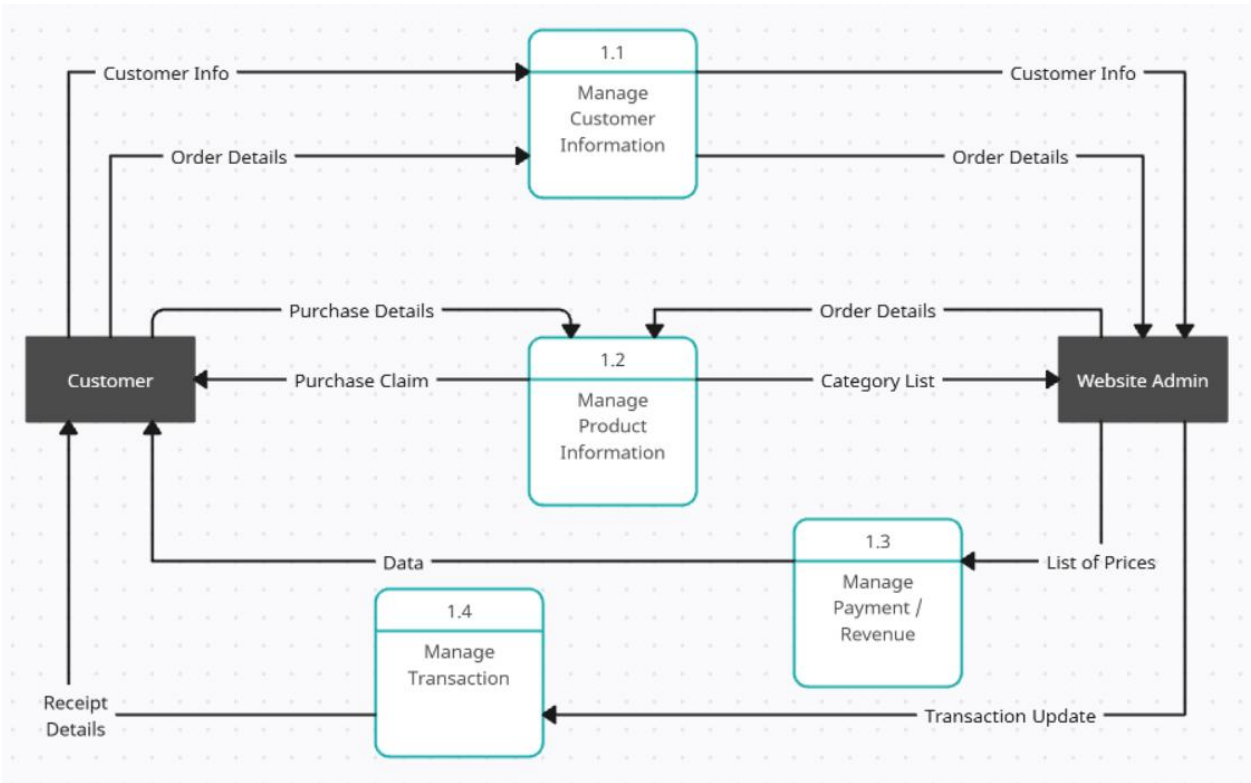 1.1
Customer Info
Manage
Customer
Information
Customer Info
Order Details
Order Details
Purchase Details
Order Details
1.2
Customer
Purchase Claim
Category List
Website Admin
Manage
Product
Information
1.3
Data
List of Prices
Manage
Payment /
Revenue
1.4
Manage
Transaction
Receipt
Details
Transaction Update